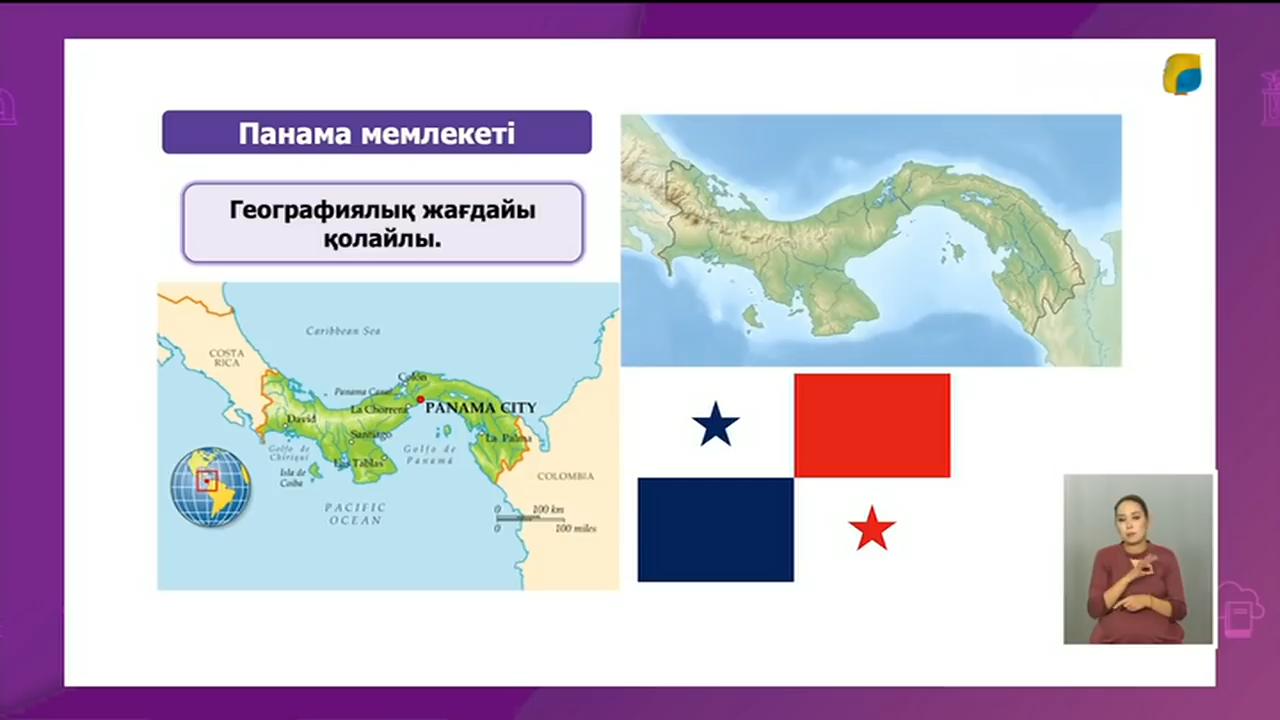 Панама мемлекеті
Географиялық жағдайы
қолайлы.
Caribbean Sea
COSTA
RICA
Colón
Panama Canal
La Chorrera
PANAMA CITY
David
Santiago
La Palma
Golfo de
Chiriquí
Golfo de
Panamá
Las Tablas
Isla de
Coiba
COLOMBIA
PACIFIC
OCEAN
0 100 km
0 100 miles